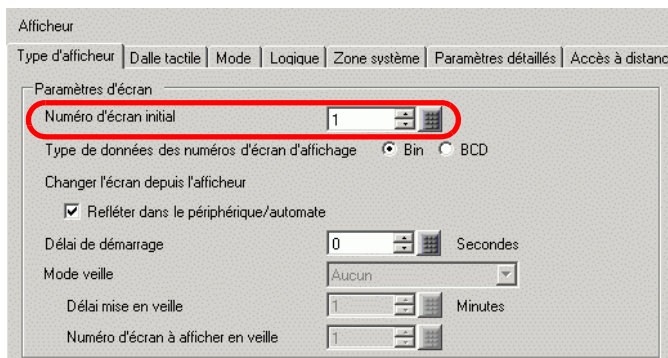 Afficheur
Type d'afficheur Dalle tactile Mode Logique Zone système Paramètres détaillés Accès à distanc
Paramètres d'écran
Numéro d'écran initial 1
Type de données des numéros d'écran d'affichage Bin BCD
Changer l'écran depuis l'afficheur
Refléter dans le périphérique/automate
Délai de démarrage 0 Secondes
Mode veille Aucun
Délai mise en veille 1 Minutes
Numéro d'écran à afficher en veille 1